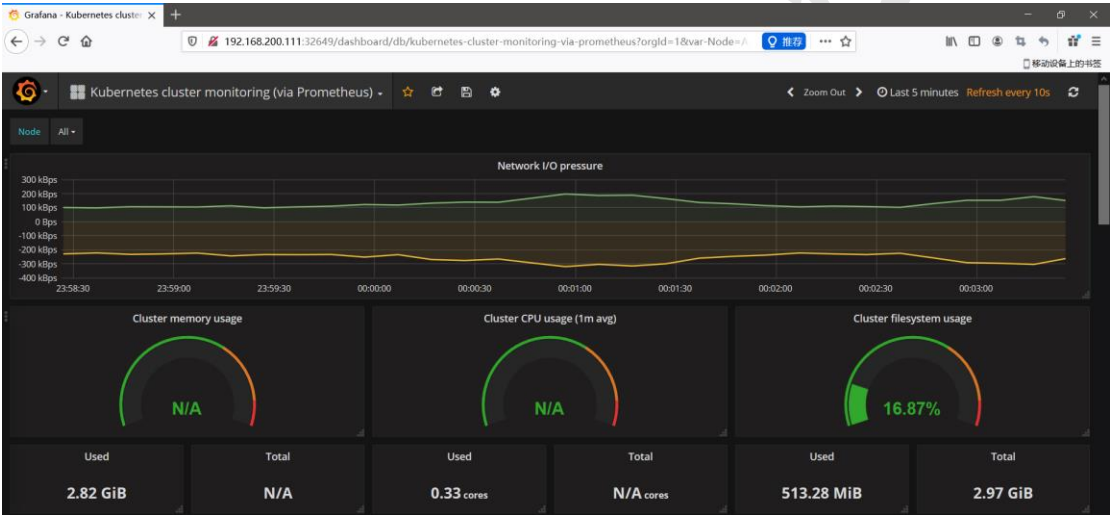 Grafana - Kubernetes cluster
192.168.200.111:32649/dashboard/db/kubernetes-cluster-monitoring-via-prometheus?orgId=1&var-Node=A
推荐
移动设备上的书签
Kubernetes cluster monitoring (via Prometheus)
Zoom Out
Last 5 minutes Refresh every 10s
Node All
Network I/O pressure
300 kBps
200 kBps
100 kBps
0 Bps
-100 kBps
-200 kBps
-300 kBps
-400 kBps
23:58:30 23:59:00 23:59:30 00:00:00 00:00:30 00:01:00 00:01:30 00:02:00 00:02:30 00:03:00
Cluster memory usage
N/A
Cluster CPU usage (1m avg)
N/A
Cluster filesystem usage
16.87%
Used
2.82 GiB
Total
N/A
Used
0.33 cores
Total
N/A cores
Used
513.28 MiB
Total
2.97 GiB